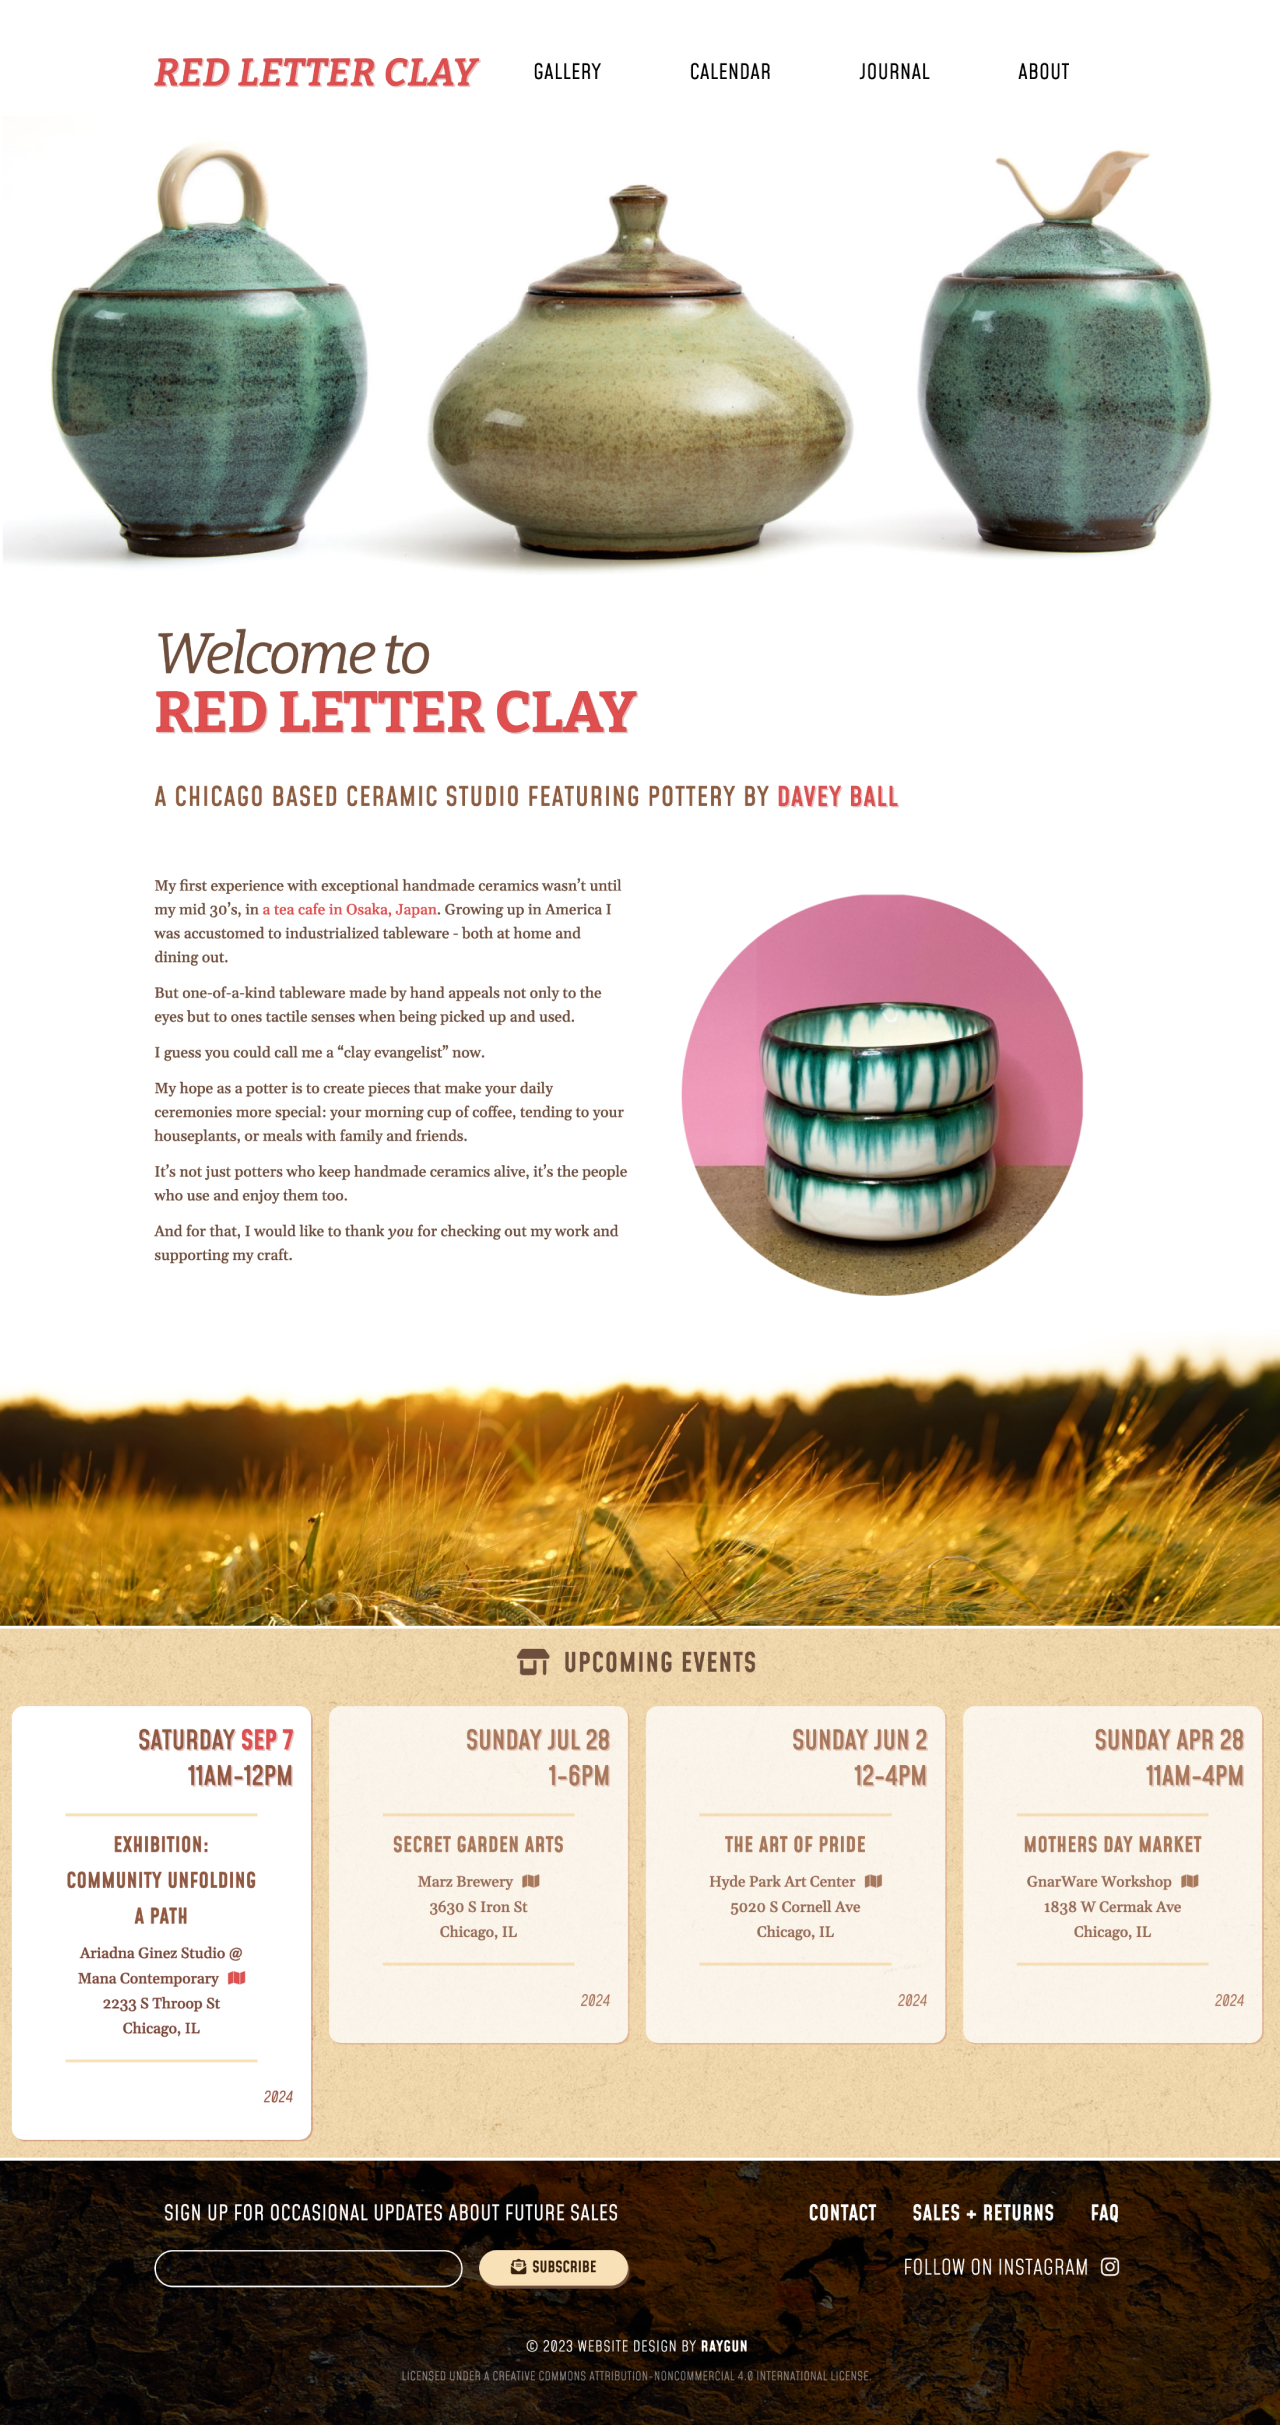 RED LETTER CLAY
GALLERY
CALENDAR
JOURNAL
ABOUT
Welcome to
RED LETTER CLAY
A CHICAGO BASED CERAMIC STUDIO FEATURING POTTERY BY DAVEY BALL
My first experience with exceptional handmade ceramics wasn’t until
my mid 30’s, in a tea cafe in Osaka, Japan. Growing up in America I
was accustomed to industrialized tableware - both at home and
dining out.
But one-of-a-kind tableware made by hand appeals not only to the
eyes but to ones tactile senses when being picked up and used.
I guess you could call me a “clay evangelist” now.
My hope as a potter is to create pieces that make your daily
ceremonies more special: your morning cup of coffee, tending to your
houseplants, or meals with family and friends.
It’s not just potters who keep handmade ceramics alive, it’s the people
who use and enjoy them too.
And for that, I would like to thank you for checking out my work and
supporting my craft.
UPCOMING EVENTS
SATURDAY SEP 7
11AM-12PM
EXHIBITION:
COMMUNITY UNFOLDING
A PATH
Ariadna Ginez Studio @
Mana Contemporary
2233 S Throop St
Chicago, IL
2024
SUNDAY JUL 28
1-6PM
SECRET GARDEN ARTS
Marz Brewery
3630 S Iron St
Chicago, IL
2024
SUNDAY JUN 2
12-4PM
THE ART OF PRIDE
Hyde Park Art Center
5020 S Cornell Ave
Chicago, IL
2024
SUNDAY APR 28
11AM-4PM
MOTHERS DAY MARKET
GnarWare Workshop
1838 W Cermak Ave
Chicago, IL
2024
SIGN UP FOR OCCASIONAL UPDATES ABOUT FUTURE SALES
SUBSCRIBE
CONTACT
SALES + RETURNS
FAQ
FOLLOW ON INSTAGRAM
© 2023 WEBSITE DESIGN BY RAYGUN
LICENSED UNDER A CREATIVE COMMONS ATTRIBUTION-NONCOMMERCIAL 4.0 INTERNATIONAL LICENSE.